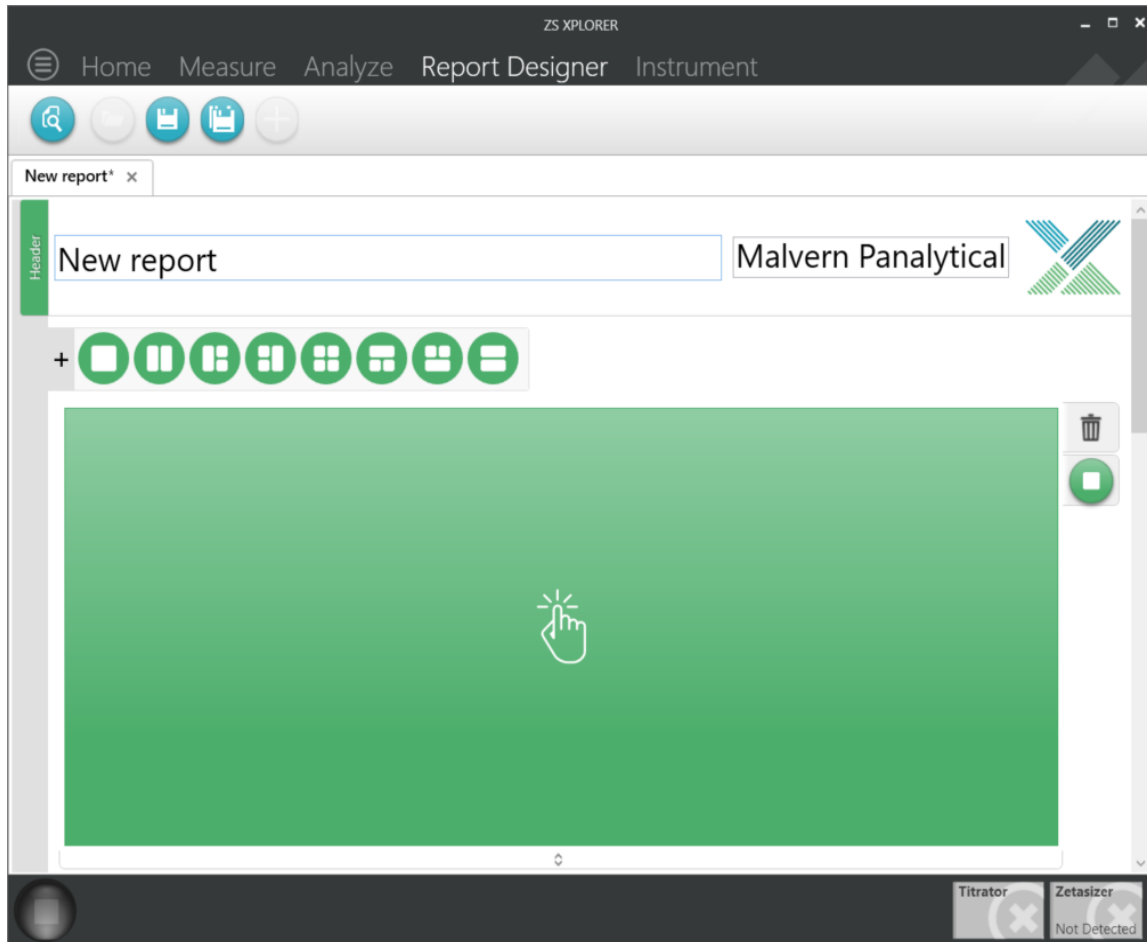 ZS XPLORER
Home Measure Analyze Report Designer Instrument
New report*
Header
New report
Malvern Panalytical
+
Titrator
Zetasizer
Not Detected